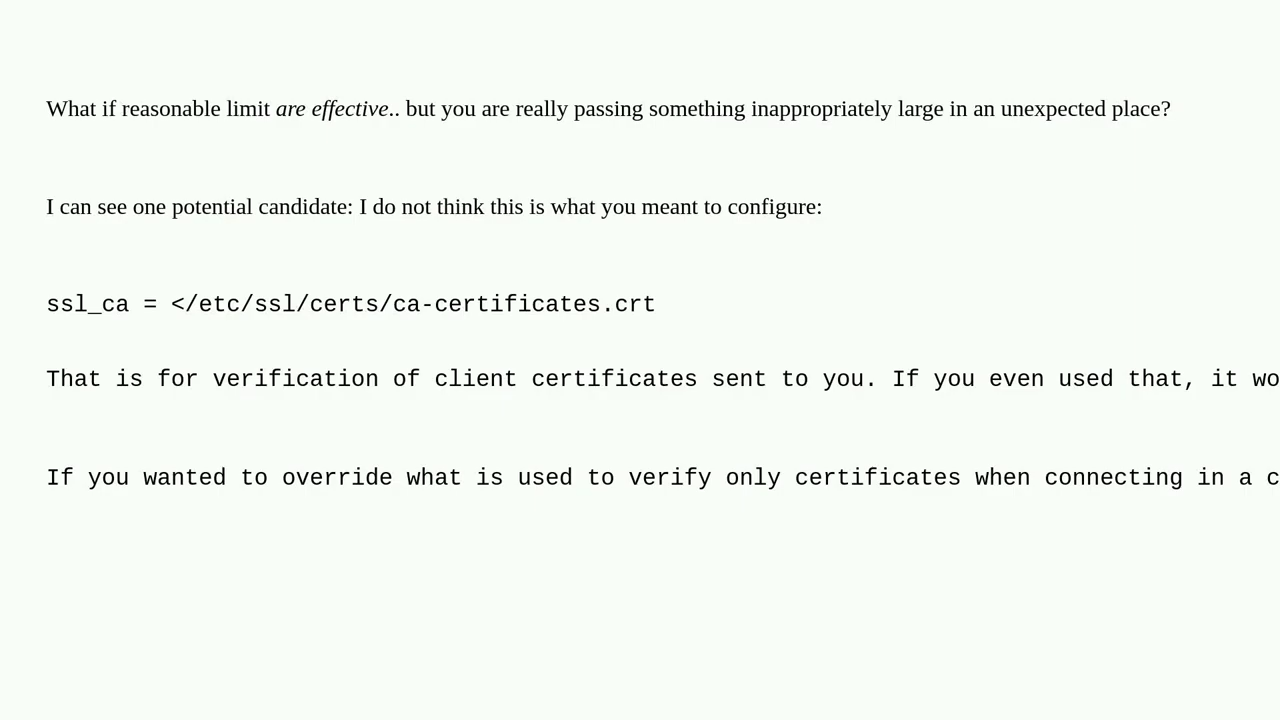 What if reasonable limit are effective.. but you are really passing something inappropriately large in an unexpected place?
I can see one potential candidate: I do not think this is what you meant to configure:
ssl_ca = </etc/ssl/certs/ca-certificates.crt
That is for verification of client certificates sent to you. If you even used that, it
If you wanted to override what is used to verify only certificates when connecting in a